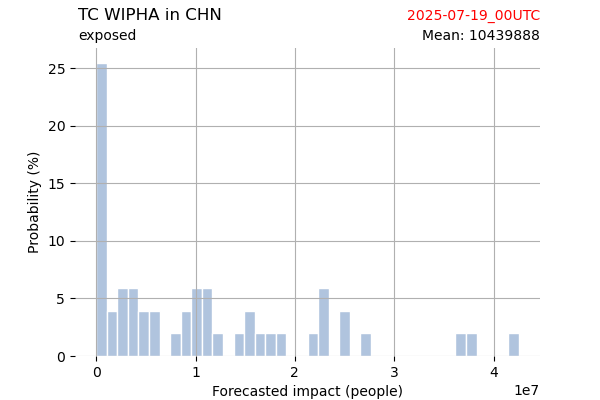 TC WIPHA in CHN
2025-07-19_00UTC
exposed
Mean: 10439888
Probability (%)
25
20
15
10
5
0
0
1
2
3
4
1e7
Forecasted impact (people)